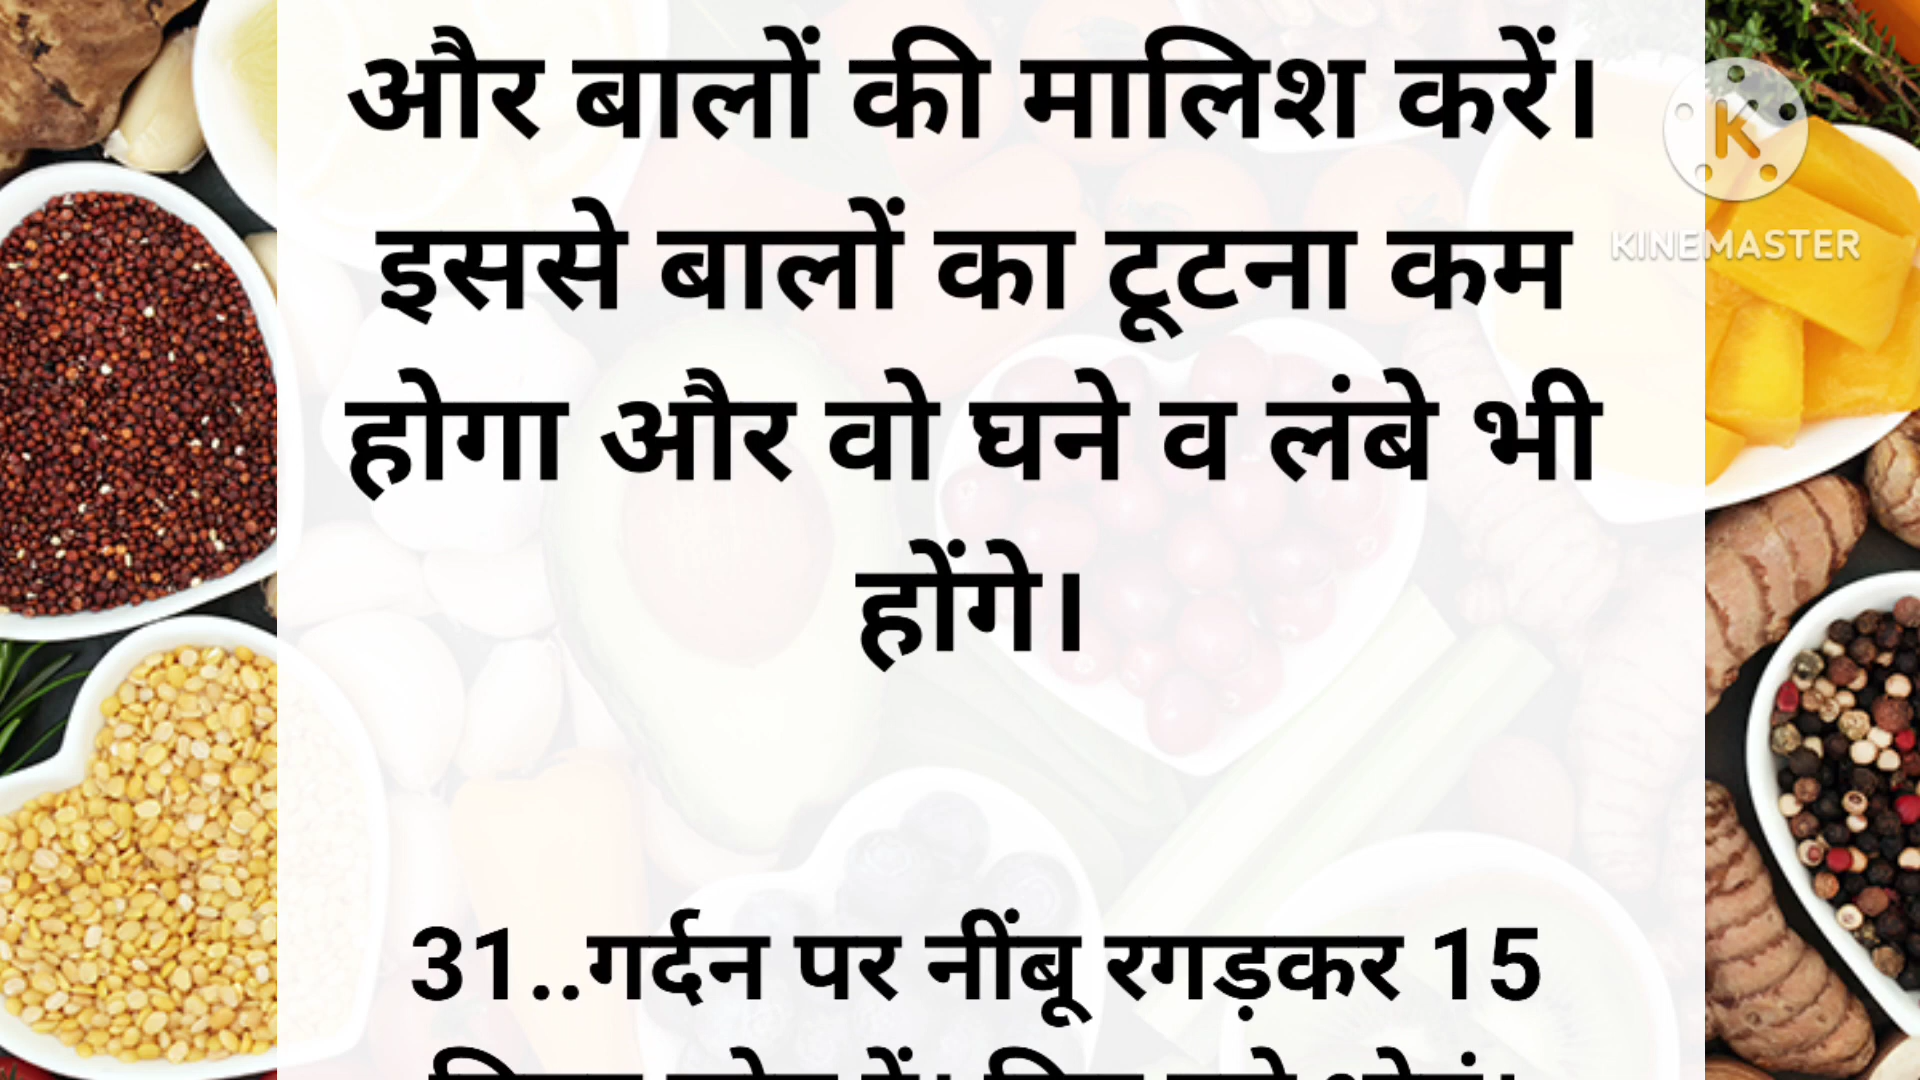 और बालों की मालिश करें।
इससे बालों का टूटना कम
होगा और वो घने व लंबे भी
होंगे।
31..गर्दन पर नींबू रगड़कर 15
KINEMASTER